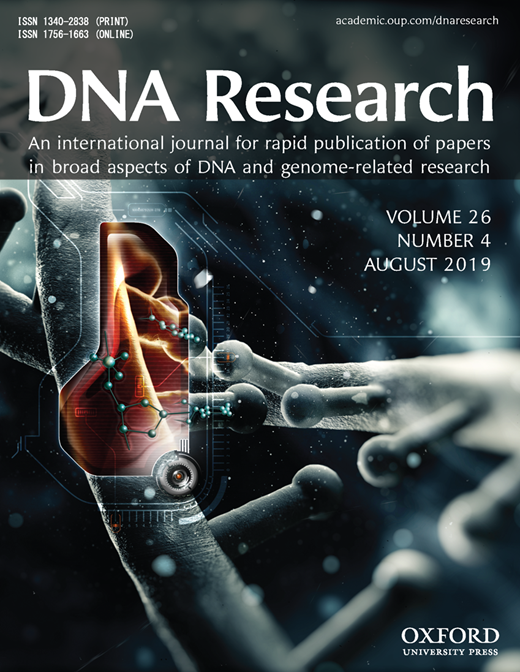 ISSN 1340-2838 (PRINT)
ISSN 1756-1663 (ONLINE)
academic.oup.com/dnaresearch
DNA Research
An international journal for rapid publication of papers
in broad aspects of DNA and genome-related research
VOLUME 26
NUMBER 4
AUGUST 2019
OXFORD
UNIVERSITY PRESS